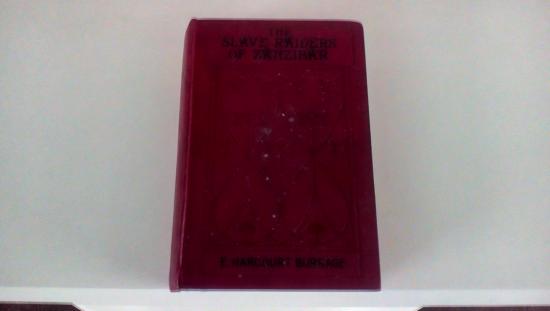 THE
SLAVE RAIDERS
OF ZANZIBAR
E. HARCOURT BURRAGE